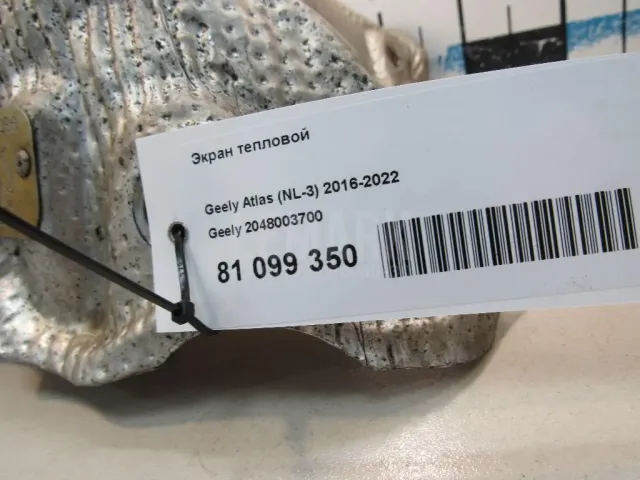 Экран тепловой
Geely Atlas (NL-3) 2016-2022
Geely 2048003700
81 099 350